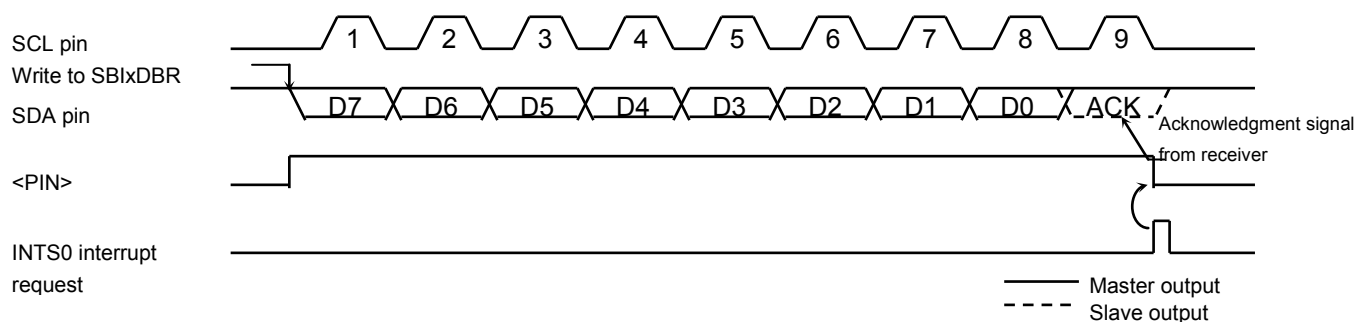 SCL pin
1 2 3 4 5 6 7 8 9
Write to SBIxDBR
SDA pin
D7 D6 D5 D4 D3 D2 D1 D0 ACK
Acknowledgment signal
from receiver
<PIN>
INTS0 interrupt
request
Master output
Slave output